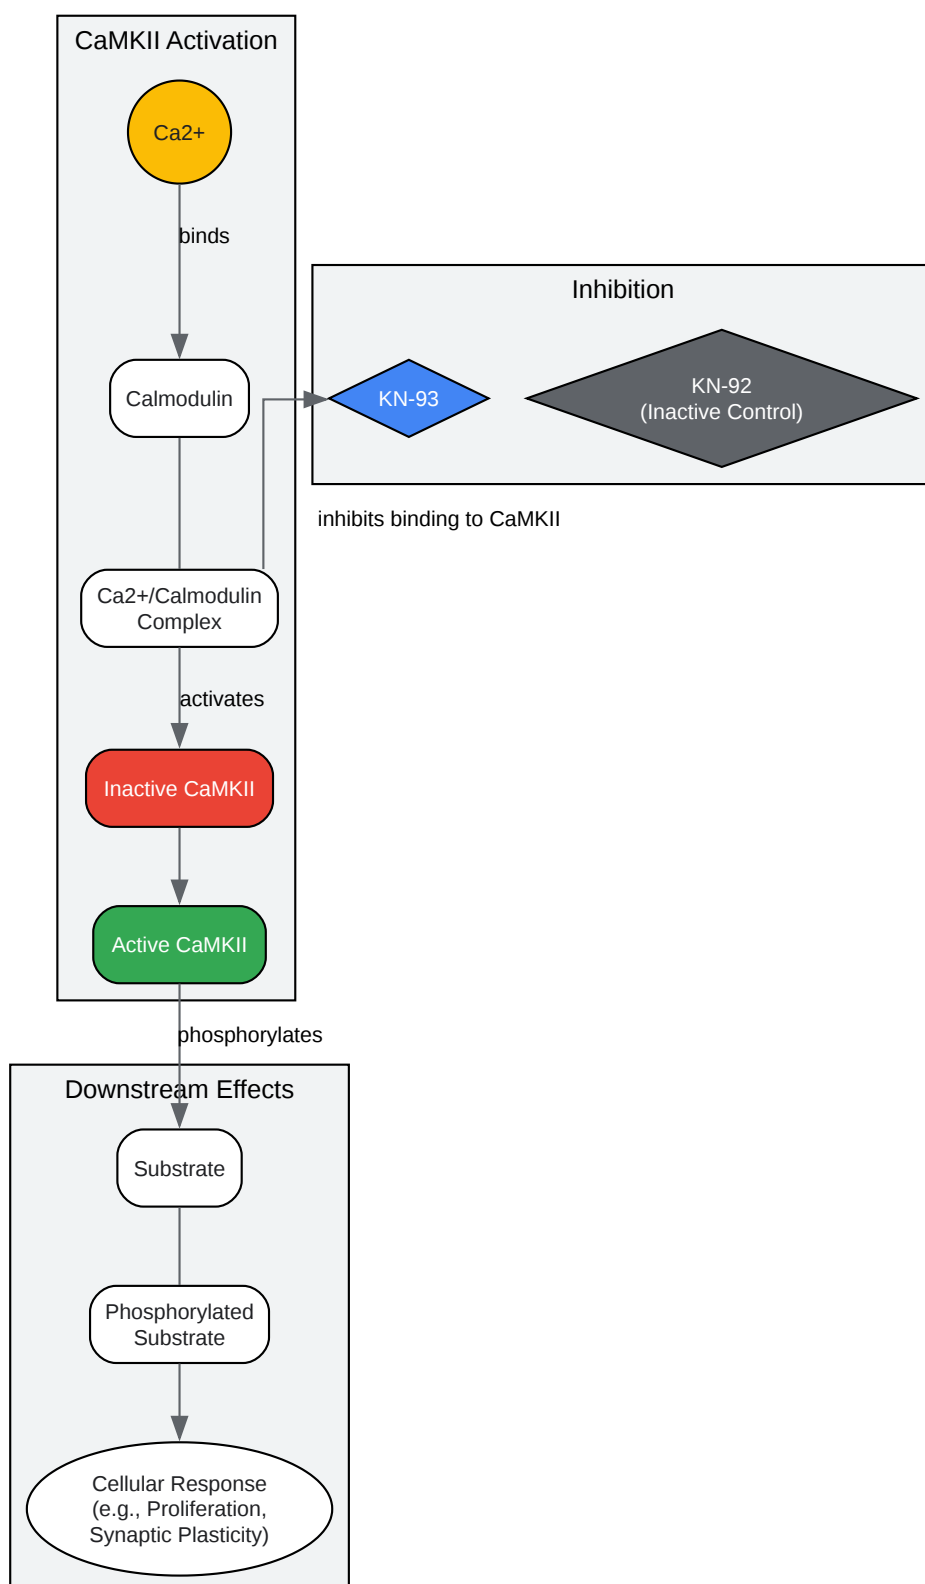 CaMKII Activation
Ca2+
binds
Inhibition
Calmodulin
KN-93
KN-92
(Inactive Control)
inhibits binding to CaMKII
Ca2+/Calmodulin
Complex
activates
Inactive CaMKII
Active CaMKII
phosphorylates
Downstream Effects
Substrate
Phosphorylated
Substrate
Cellular Response
(e.g., Proliferation,
Synaptic Plasticity)